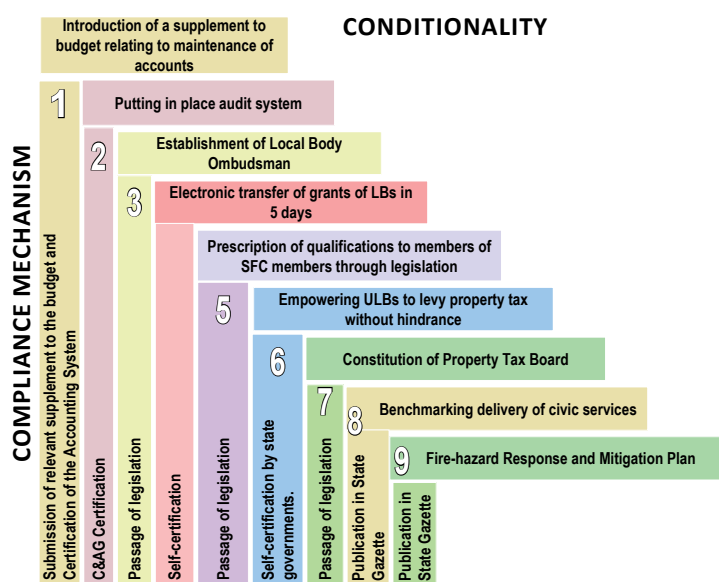 CONDITIONALITY
Introduction of a supplement to
budget relating to maintenance of
accounts
1
Putting in place audit system
2
Establishment of Local Body
Ombudsman
3
Electronic transfer of grants of LBs in
5 days
Prescription of qualifications to members of
SFC members through legislation
5
Empowering ULBs to levy property tax
without hindrance
6
Constitution of Property Tax Board
7
Benchmarking delivery of civic services
8
Fire-hazard Response and Mitigation Plan
9
COMPLIANCE MECHANISM
Submission of relevant supplement to the budget and
Certification of the Accounting System
C&AG Certification
Passage of legislation
Self-certification
Passage of legislation
Self-certification by state
governments.
Passage of legislation
Publication in State
Gazette
Publication in
State Gazette